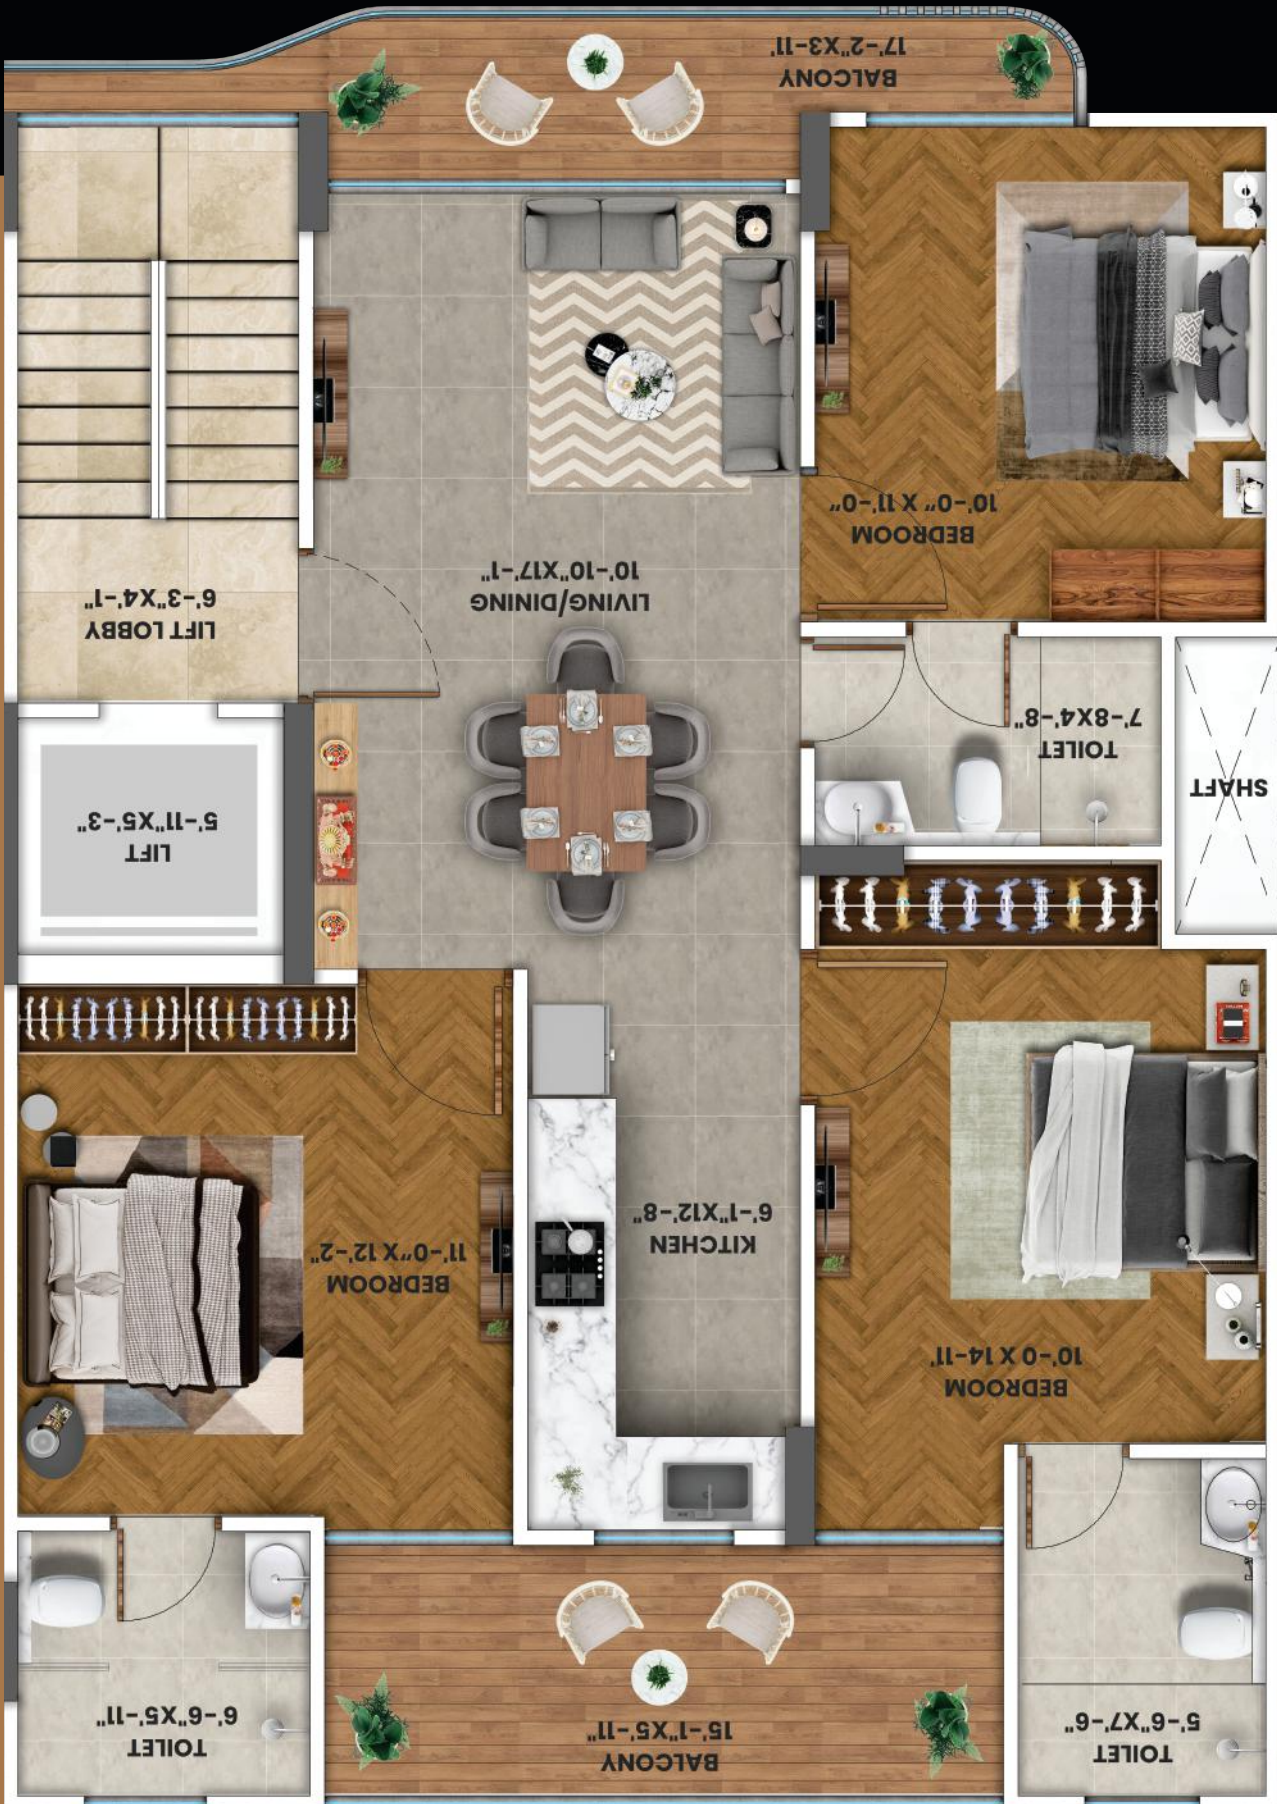 TOILET
5'-6"X7'-6"
BALCONY
15'-1"X5'-11"
TOILET
6'-6"X5'-11"
BEDROOM
10'-0 X 14-11'
KITCHEN
6'-1"X12'-8"
BEDROOM
11'-0" X 12'-2"
SHAFT
TOILET
7'-8X4'-8"
LIFT
5'-11"X5'-3"
BEDROOM
10'-0" X 11'-0"
LIVING/DINING
10'-10"X17'-1"
LIFT LOBBY
6'-3"X4'-1"
BALCONY
17'-2"X3-11'